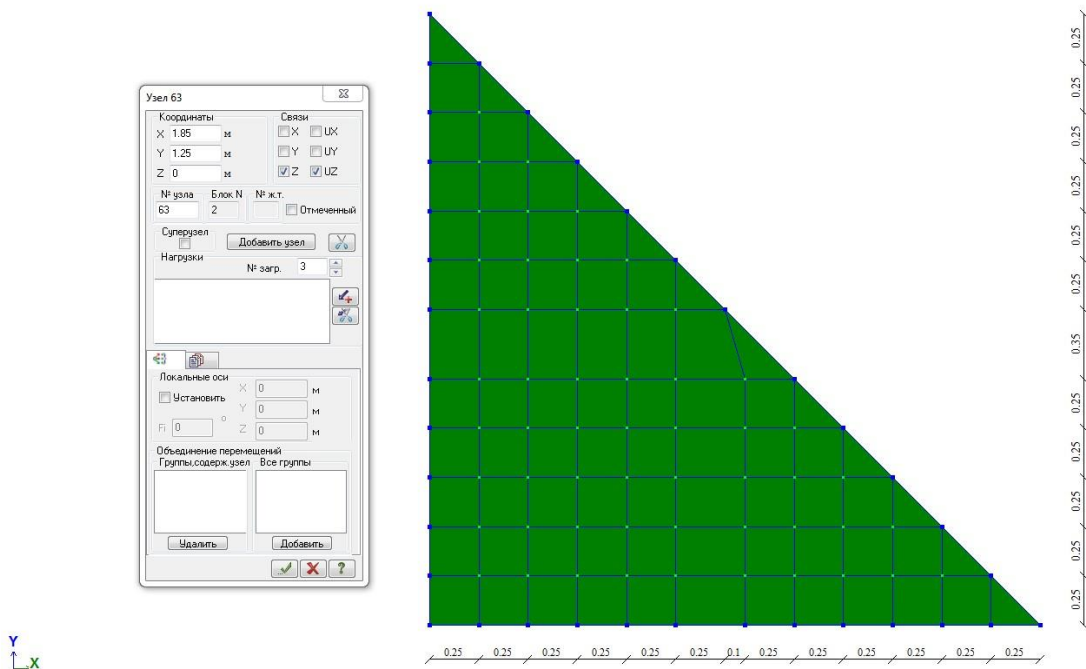 Узел 63
Координаты
Связи
X 1.85 м
X UX
Y 1.25 м
Y UY
Z 0 м
Z UZ
№ узла Блок N № ж.т.
63 2 Отмеченный
Суперузел
Добавить узел
Нагрузки
№ загр. 3
Локальные оси
Установить
X 0 м
Y 0 м
Fi 0 °
Z 0 м
Объединение перемещений
Группы,содерж.узел Все группы
Удалить Добавить
?
0.25
0.25
0.25
0.25
0.25
0.25
0.35
0.25
0.25
0.25
0.25
0.25
0.25 0.25 0.25 0.25 0.25 0.25 0.1 0.25 0.25 0.25 0.25 0.25 0.25
Y
X